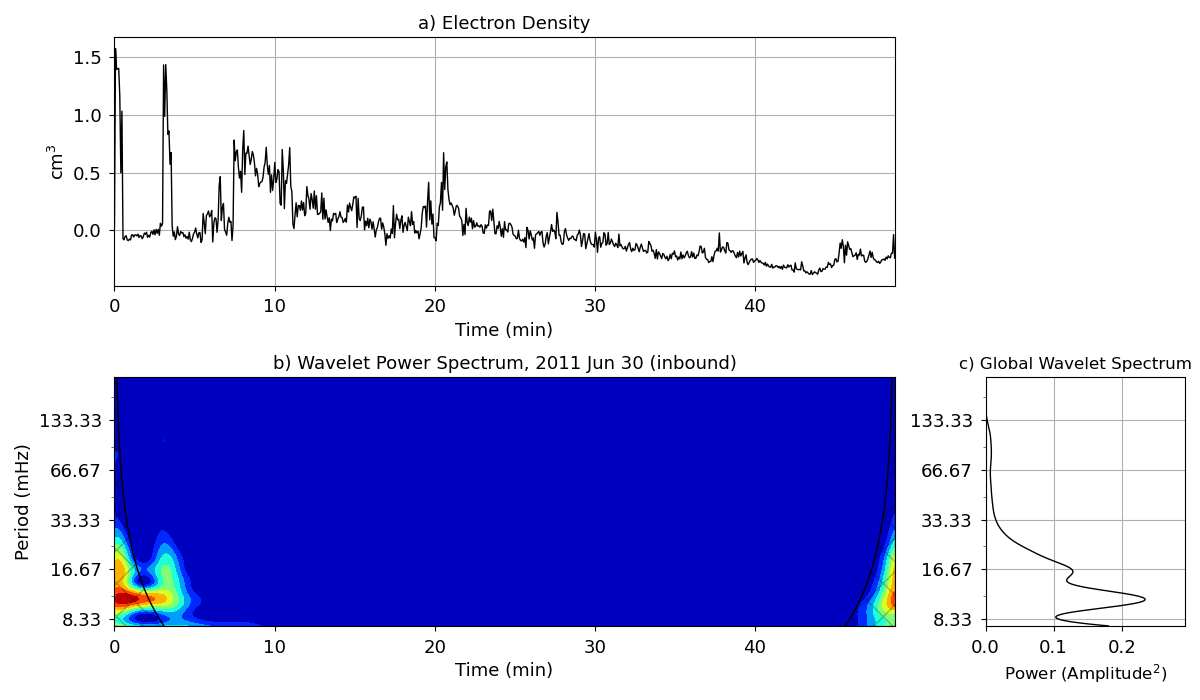 a) Electron Density
cm³
1.5
1.0
0.5
0.0
0 10 20 30 40
Time (min)
b) Wavelet Power Spectrum, 2011 Jun 30 (inbound)
Period (mHz)
133.33
66.67
33.33
16.67
8.33
0 10 20 30 40
Time (min)
c) Global Wavelet Spectrum
133.33
66.67
33.33
16.67
8.33
0.0 0.1 0.2
Power (Amplitude²)